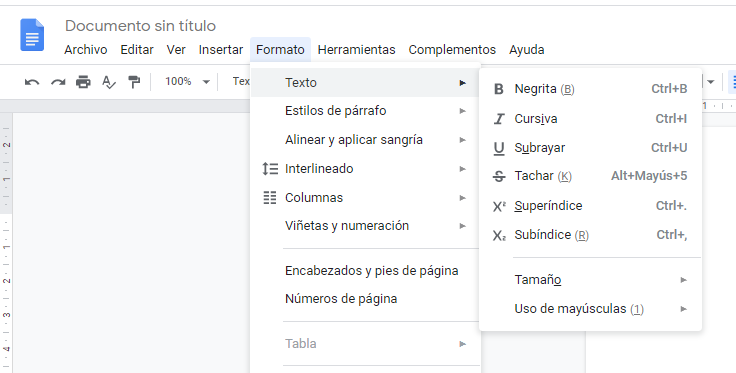 Documento sin título
Archivo Editar Ver Insertar Formato Herramientas Complementos Ayuda
100% Tex
Texto
Estilos de párrafo
Alinear y aplicar sangría
Interlineado
Columnas
Viñetas y numeración
Encabezados y pies de página
Números de página
Tabla
B Negrita (B) Ctrl+B
I Cursiva Ctrl+I
U Subrayar Ctrl+U
S Tachar (K) Alt+Mayús+5
X² Superíndice Ctrl+.
X₂ Subíndice (R) Ctrl+,
Tamaño
Uso de mayúsculas (1)
1
2
1
1
2
3
4